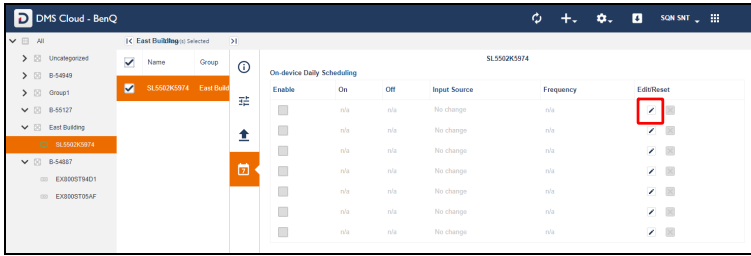 DMS Cloud - BenQ
SQN SNT
All
Uncategorized
B-54949
Group1
B-55127
East Building
SL5502K5974
B-54887
EX800ST94D1
EX800ST05AF
Selected
Name Group
SL5502K5974 East Build
7
SL5502K5974
On-device Daily Scheduling
Enable On Off Input Source Frequency Edit/Reset
n/a n/a No change n/a
n/a n/a No change n/a
n/a n/a No change n/a
n/a n/a No change n/a
n/a n/a No change n/a
n/a n/a No change n/a
n/a n/a No change n/a